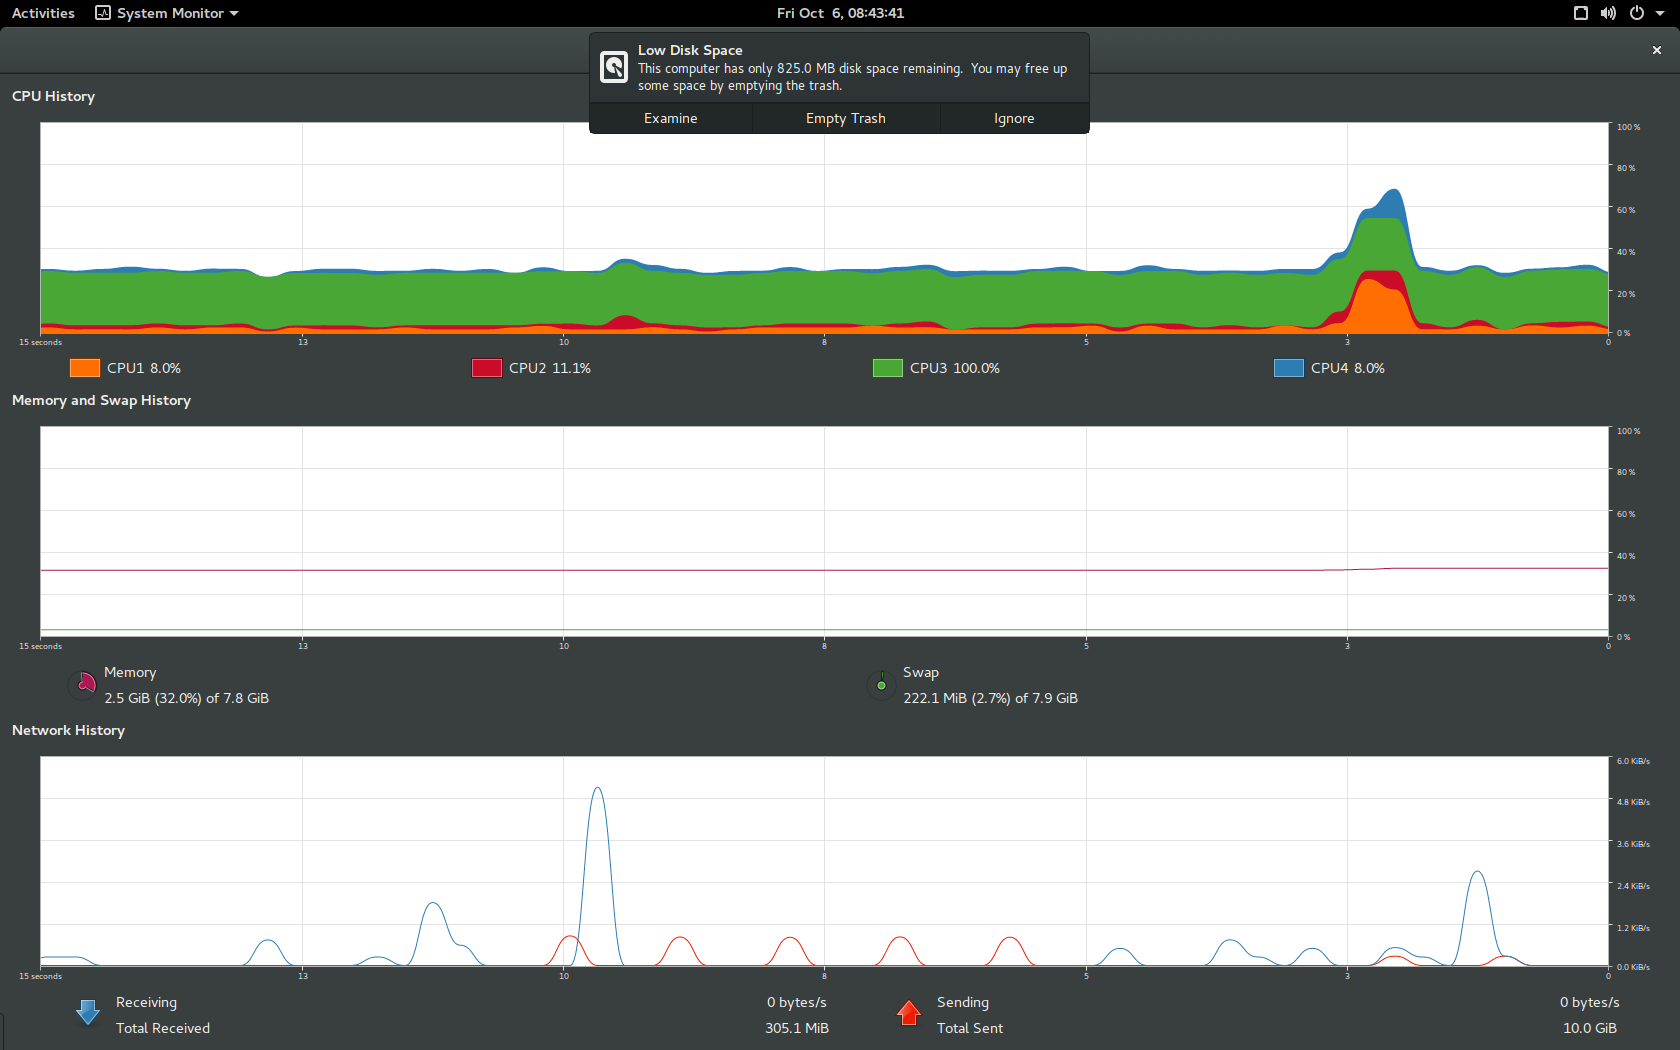 Activities
System Monitor
Fri Oct  6, 08:43:41
Low Disk Space
This computer has only 825.0 MB disk space remaining.  You may free up
some space by emptying the trash.
Examine
Empty Trash
Ignore
CPU History
100 %
80 %
60 %
40 %
20 %
0 %
15 seconds
13
10
8
5
3
0
CPU1 8.0%
CPU2 11.1%
CPU3 100.0%
CPU4 8.0%
Memory and Swap History
100 %
80 %
60 %
40 %
20 %
0 %
15 seconds
13
10
8
5
3
0
Memory
2.5 GiB (32.0%) of 7.8 GiB
Swap
222.1 MiB (2.7%) of 7.9 GiB
Network History
6.0 KiB/s
4.8 KiB/s
3.6 KiB/s
2.4 KiB/s
1.2 KiB/s
0.0 KiB/s
15 seconds
13
10
8
5
3
0
Receiving
0 bytes/s
Total Received
305.1 MiB
Sending
0 bytes/s
Total Sent
10.0 GiB